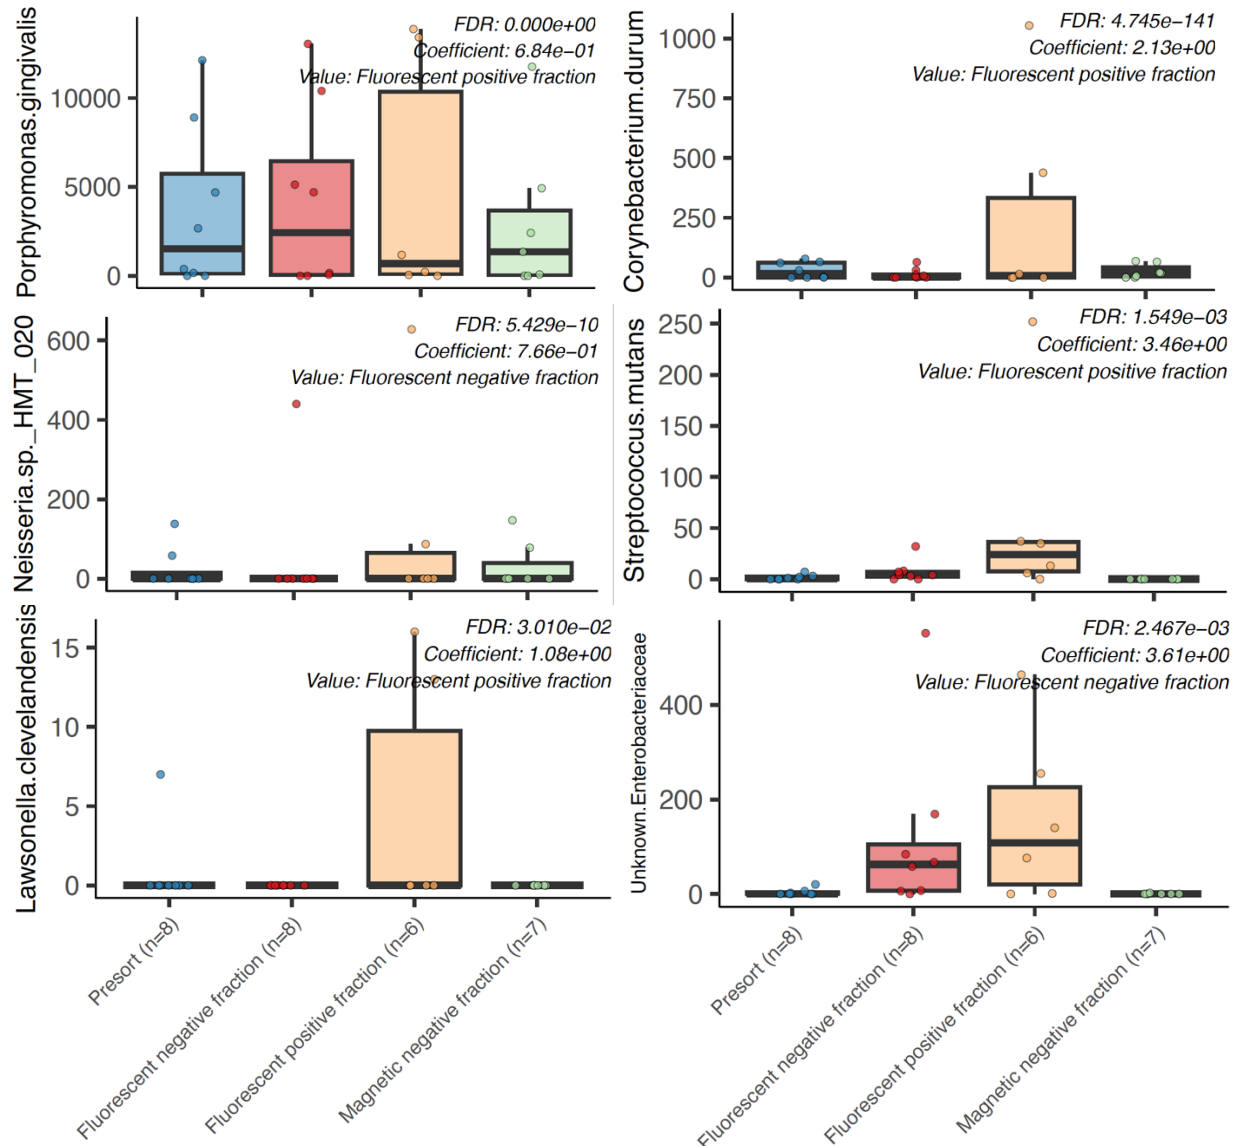 Porphyromonas.gingivalis
10000
5000
0
FDR: 0.000e+00
Coefficient: 6.84e−01
Value: Fluorescent positive fraction
Corynebacterium.durum
1000
750
500
250
0
FDR: 4.745e−141
Coefficient: 2.13e+00
Value: Fluorescent positive fraction
Neisseria.sp._HMT_020
600
400
200
0
FDR: 5.429e−10
Coefficient: 7.66e−01
Value: Fluorescent negative fraction
Streptococcus.mutans
250
200
150
100
50
0
FDR: 1.549e−03
Coefficient: 3.46e+00
Value: Fluorescent positive fraction
Lawsonella.clevelandensis
15
10
5
0
FDR: 3.010e−02
Coefficient: 1.08e+00
Value: Fluorescent positive fraction
Presort (n=8)
Fluorescent negative fraction (n=8)
Fluorescent positive fraction (n=6)
Magnetic negative fraction (n=7)
Unknown.Enterobacteriaceae
400
200
0
FDR: 2.467e−03
Coefficient: 3.61e+00
Value: Fluorescent negative fraction
Presort (n=8)
Fluorescent negative fraction (n=8)
Fluorescent positive fraction (n=6)
Magnetic negative fraction (n=7)